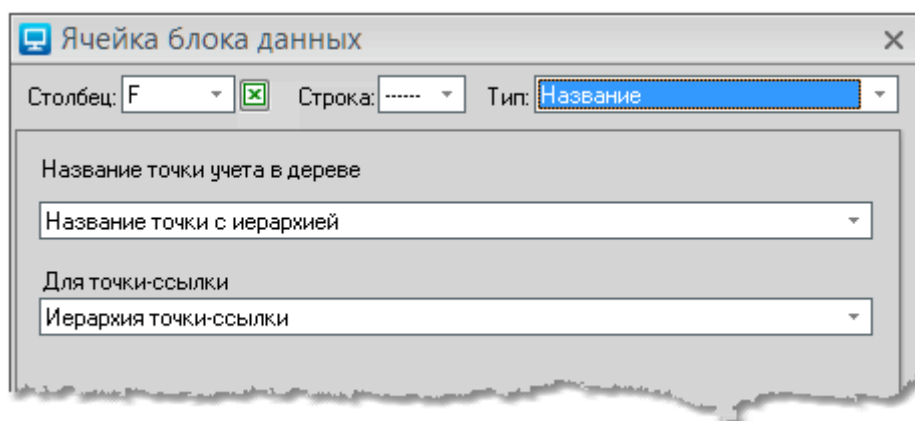 Ячейка блока данных
Столбец: F Строка: ------ Тип: Название
Название точки учета в дереве
Название точки с иерархией
Для точки-ссылки
Иерархия точки-ссылки